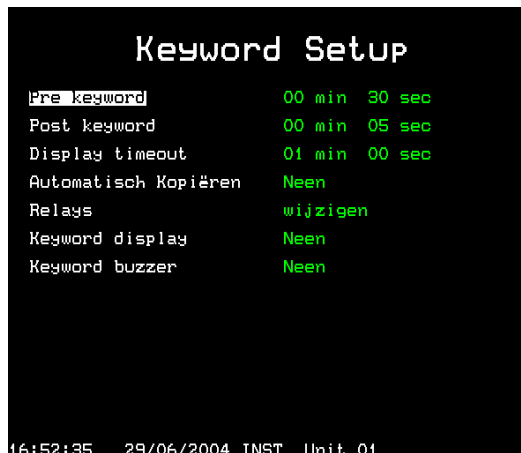 Keyword Setup
Pre keyword 00 min 30 sec
Post keyword 00 min 05 sec
Display timeout 01 min 00 sec
Automatisch Kopiëren Neen
Relays wijzigen
Keyword display Neen
Keyword buzzer Neen
16:52:35 29/06/2004 INST Unit 01